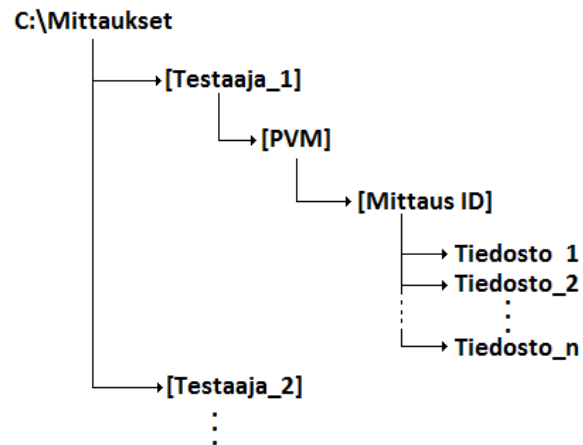 C:\Mittaukset
[Testaaja_1]
[PVM]
[Mittaus ID]
Tiedosto 1
Tiedosto_2
Tiedosto_n
[Testaaja_2]